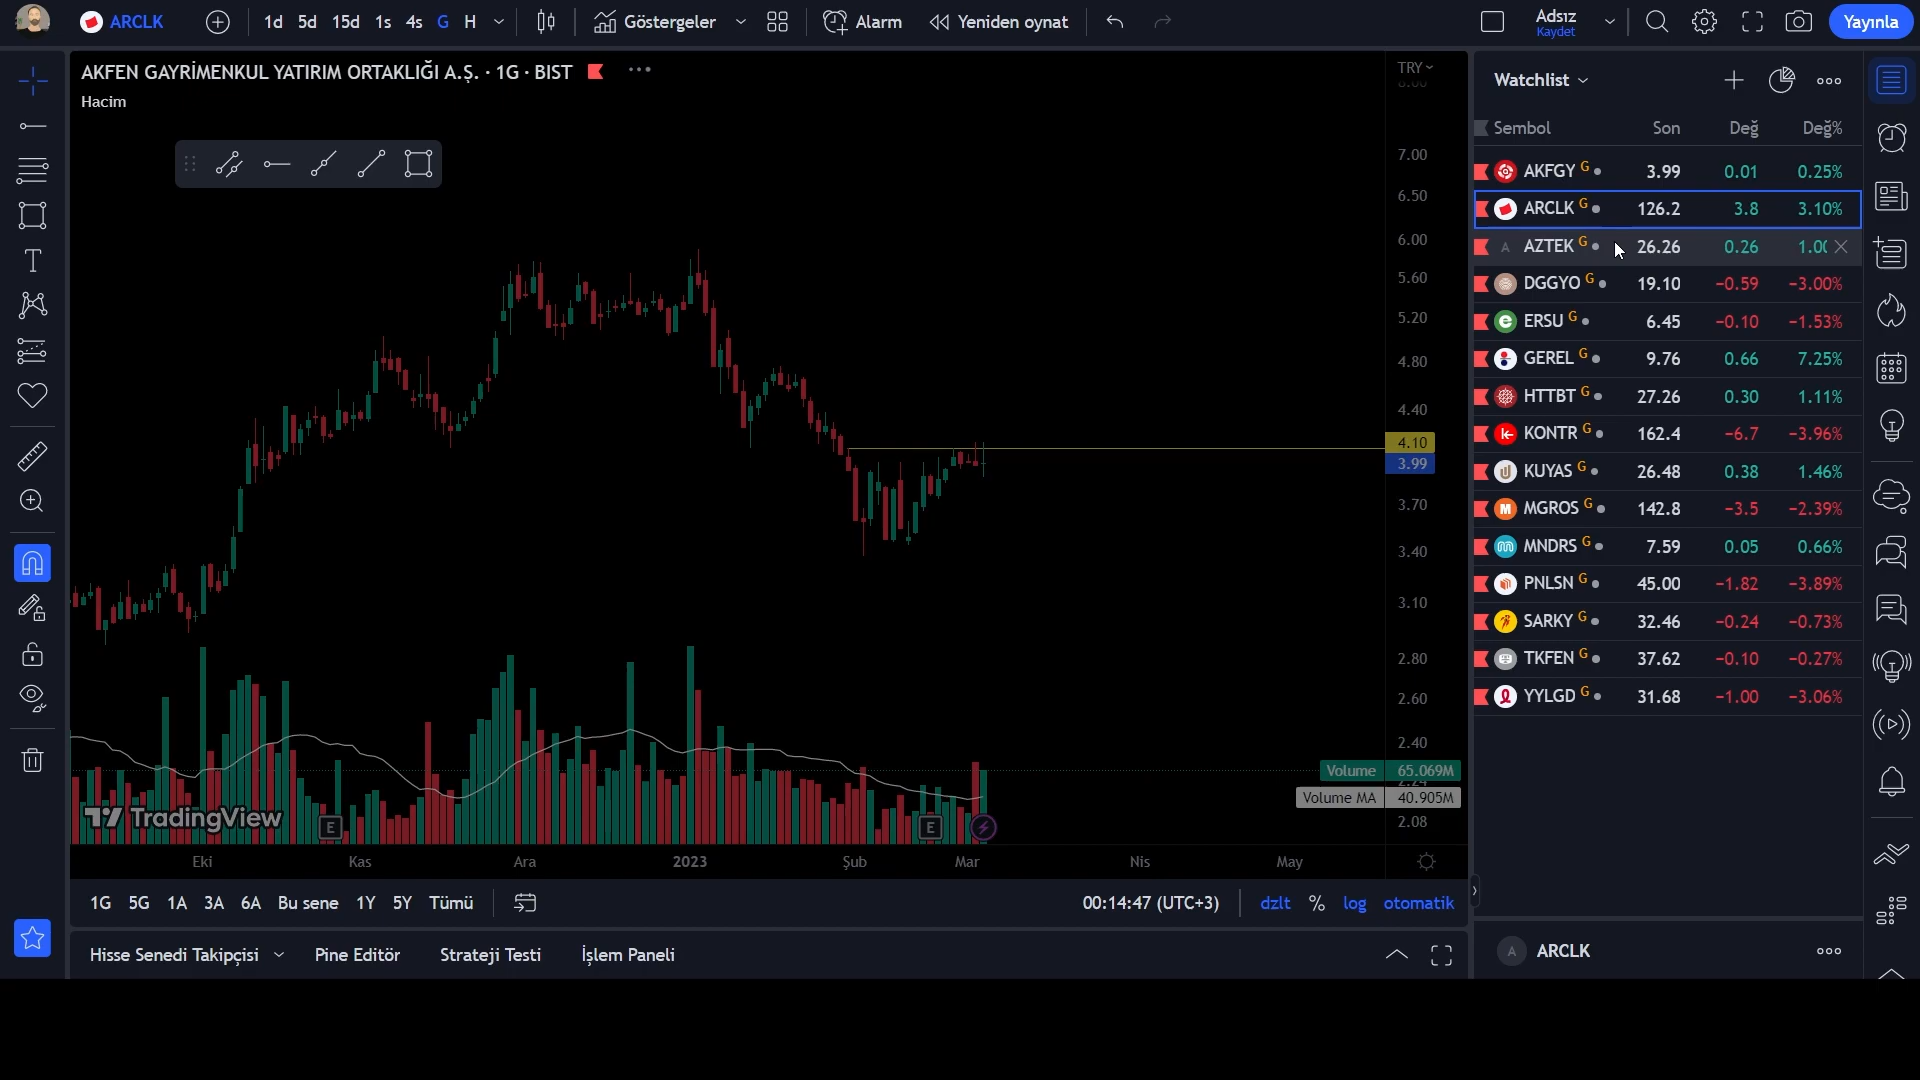 ARCLK 1d 5d 15d 1s 4s G H Göstergeler Alarm Yeniden oynat Adsız Kaydet Yayınla
AKFEN GAYRİMENKUL YATIRIM ORTAKLIĞI A.Ş. · 1G · BIST
Hacim
TRY
7.00
6.50
6.00
5.60
5.20
4.80
4.40
4.10
3.99
3.70
3.40
3.10
2.80
2.60
2.40
Volume 65.069M
Volume MA 40.905M
2.08
TradingView
E E
Eki Kas Ara 2023 Şub Mar Nis May
1G 5G 1A 3A 6A Bu sene 1Y 5Y Tümü 00:14:47 (UTC+3) dzlt % log otomatik
Hisse Senedi Takipçisi Pine Editör Strateji Testi İşlem Paneli
Watchlist
Sembol Son Değ Değ%
AKFGY G 3.99 0.01 0.25%
ARCLK G 126.2 3.8 3.10%
A AZTEK G 26.26 0.26 1.0
DGGYO G 19.10 −0.59 −3.00%
ERSU G 6.45 −0.10 −1.53%
GEREL G 9.76 0.66 7.25%
HTTBT G 27.26 0.30 1.11%
KONTR G 162.4 −6.7 −3.96%
KUYAS G 26.48 0.38 1.46%
MGROS G 142.8 −3.5 −2.39%
MNDRS G 7.59 0.05 0.66%
PNLSN G 45.00 −1.82 −3.89%
SARKY G 32.46 −0.24 −0.73%
TKFEN G 37.62 −0.10 −0.27%
YYLGD G 31.68 −1.00 −3.06%
A ARCLK